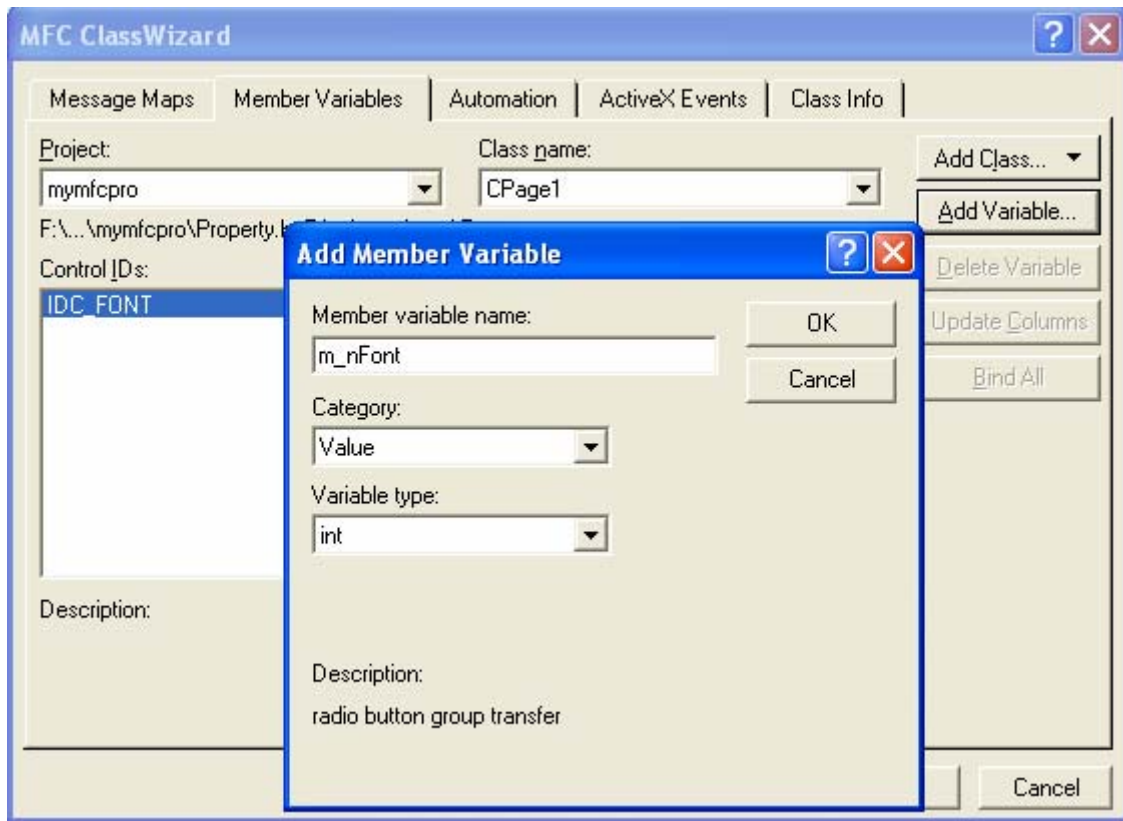 MFC ClassWizard
Message Maps
Member Variables
Automation
ActiveX Events
Class Info
Project:
Class name:
mymfcpro
CPage1
Add Class...
Add Variable...
Delete Variable
Update Columns
Bind All
F:\...\mymfcpro\Property.h
Control IDs:
IDC_FONT
Add Member Variable
Member variable name:
m_nFont
OK
Cancel
Category:
Value
Variable type:
int
Description:
radio button group transfer
Description:
Cancel